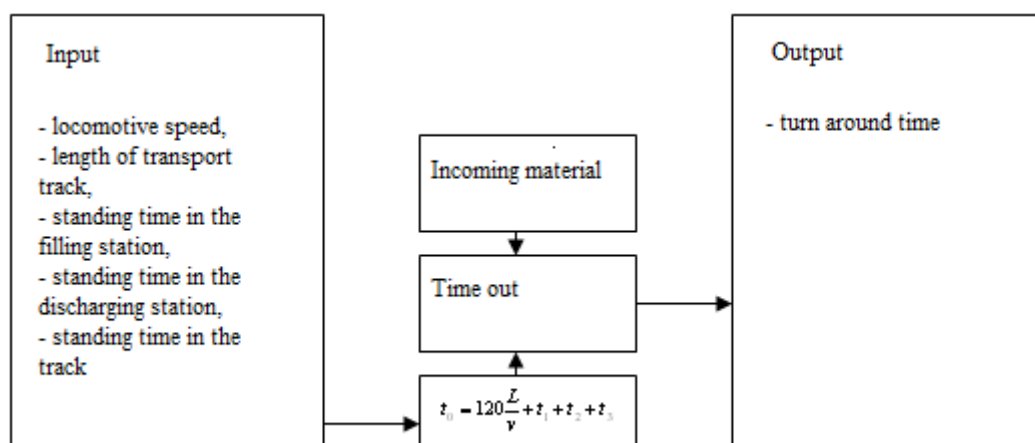 Input
- locomotive speed,
- length of transport
track,
- standing time in the
filling station,
- standing time in the
discharging station,
- standing time in the
track
Incoming material
Time out
t₀ = 120 L/v + t₁ + t₂ + t₃
Output
- turn around time